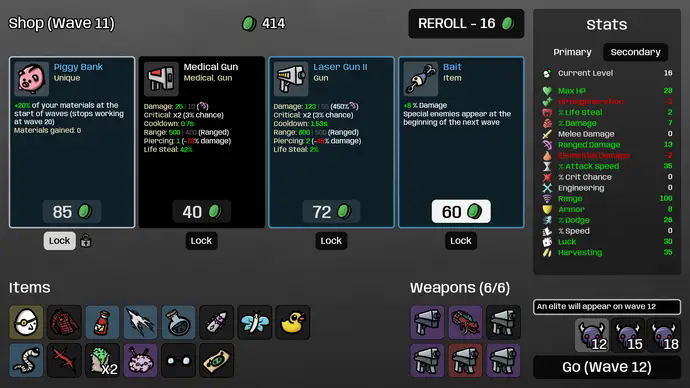 Shop (Wave 11)
414
REROLL - 16
Piggy Bank
Unique
+20% of your materials at the
start of waves (stops working
at wave 20)
Materials gained: 0
85
Lock
Medical Gun
Medical, Gun
Damage: 25 | 10 (
Critical: x2 (3% chance)
Cooldown: 0.7s
Range: 500 | 400 (Ranged)
Piercing: 1 (-70% damage)
Life Steal: 42%
40
Lock
Laser Gun II
Gun
Damage: 123 | 55 (450%
Critical: x2 (3% chance)
Cooldown: 1.53s
Range: 600 | 500 (Ranged)
Piercing: 2 (-15% damage)
Life Steal: 2%
72
Lock
Bait
Item
+8 % Damage
Special enemies appear at the
beginning of the next wave
60
Lock
Stats
Primary
Secondary
Current Level 16
Max HP 28
HP Regeneration
% Life Steal 2
% Damage 7
Melee Damage 0
Ranged Damage 13
Elemental Damage
% Attack Speed 35
% Crit Chance 0
Engineering 0
Range 100
Armor 8
% Dodge 26
% Speed 0
Luck 30
Harvesting 35
Items
X2
Weapons (6/6)
An elite will appear on wave 12
12
15
18
Go (Wave 12)